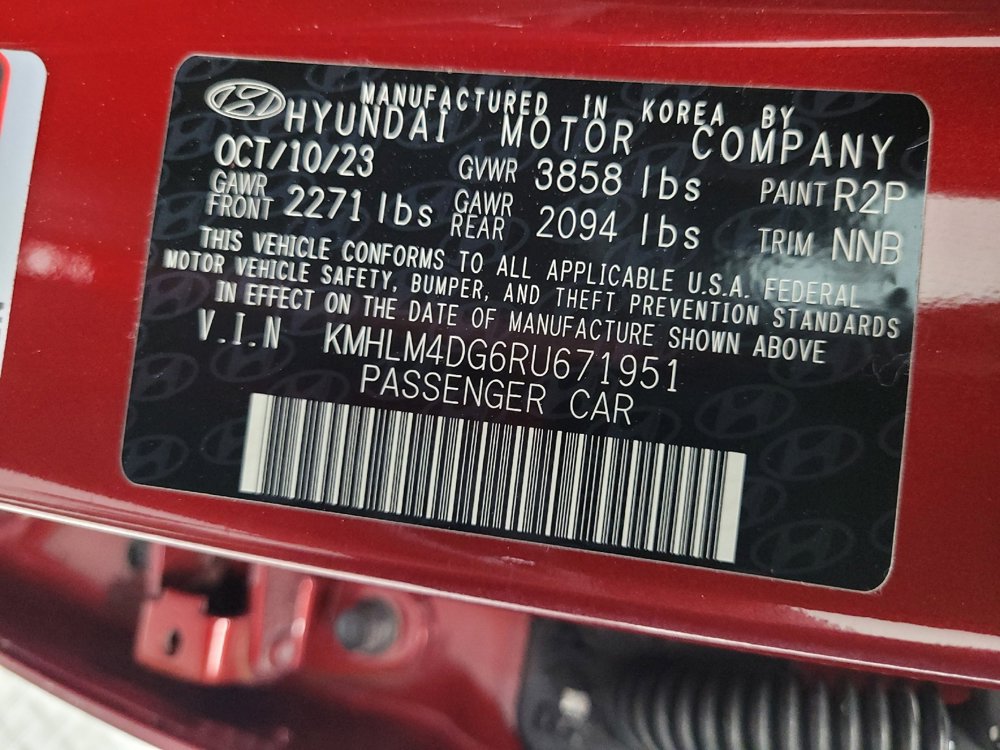 MANUFACTURED IN KOREA BY
HYUNDAI MOTOR COMPANY
OCT/10/23 GVWR 3858 lbs PAINT R2P
GAWR FRONT 2271 lbs GAWR REAR 2094 lbs TRIM NNB
THIS VEHICLE CONFORMS TO ALL APPLICABLE U.S.A. FEDERAL
MOTOR VEHICLE SAFETY, BUMPER, AND THEFT PREVENTION STANDARDS
IN EFFECT ON THE DATE OF MANUFACTURE SHOWN ABOVE
V.I.N KMHLM4DG6RU671951
PASSENGER CAR